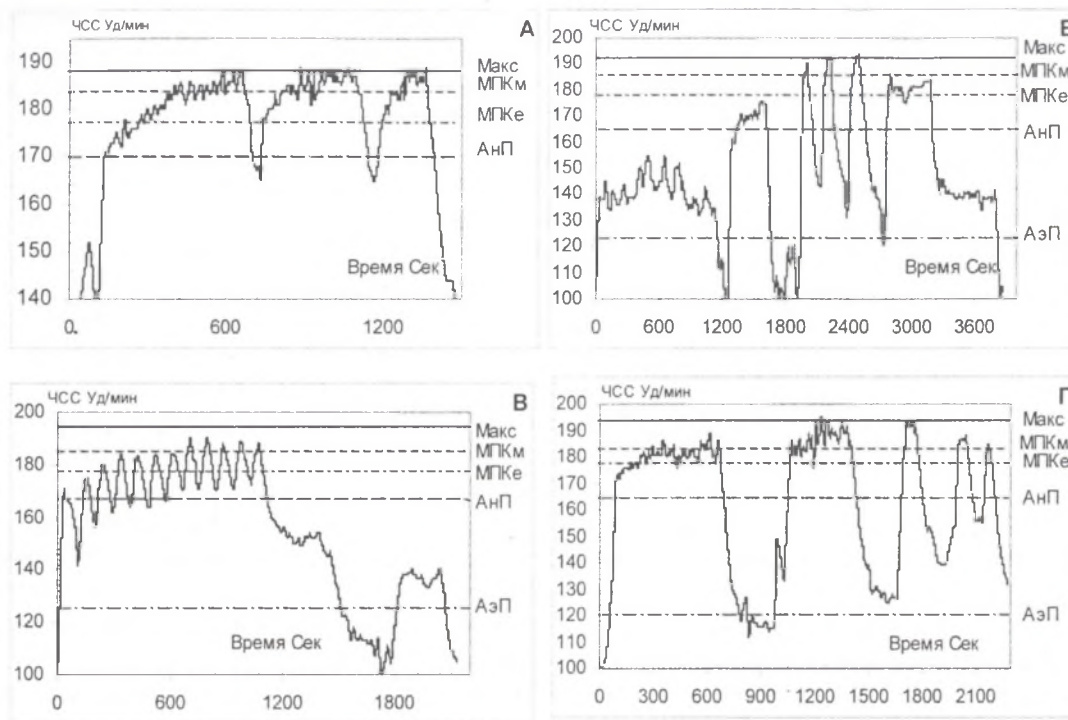 ЧСС Уд/мин
А
190
180
170
160
150
140
Макс
МПКм
МПКе
АнП
Время Сек
0.
600
1200
200
190
180
170
160
150
140
130
120
110
100
ЧСС Уд/мин
Макс
МПКм
МПКе
АнП
АэП
Время Сек
0
600
1200
1800
2400
3000
3600
ЧСС Уд/мин
В
200
180
160
140
120
100
Макс
МПКм
МПКе
АнП
АэП
Время Сек
0
600
1200
1800
ЧСС Уд/мин
200
190
180
170
160
150
140
130
120
110
100
Макс
МПКм
МПКе
АнП
АэП
Время Сек
0
300
600
900
1200
1500
1800
2100